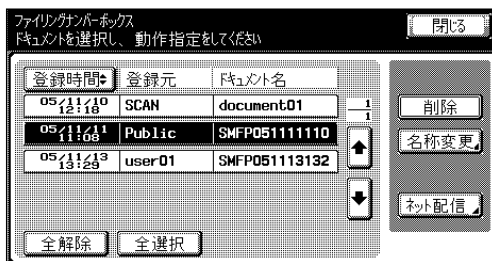 ファイリングナンバーボックス
ドキュメントを選択し、動作指定をしてください
閉じる
登録時間 登録元 ドキュメント名
05/11/10 12:18 SCAN document01
05/11/11 11:08 Public SMFP051111110
05/11/13 13:29 user01 SMFP051113132
1
1
削除
名称変更
ネット配信
全解除 全選択